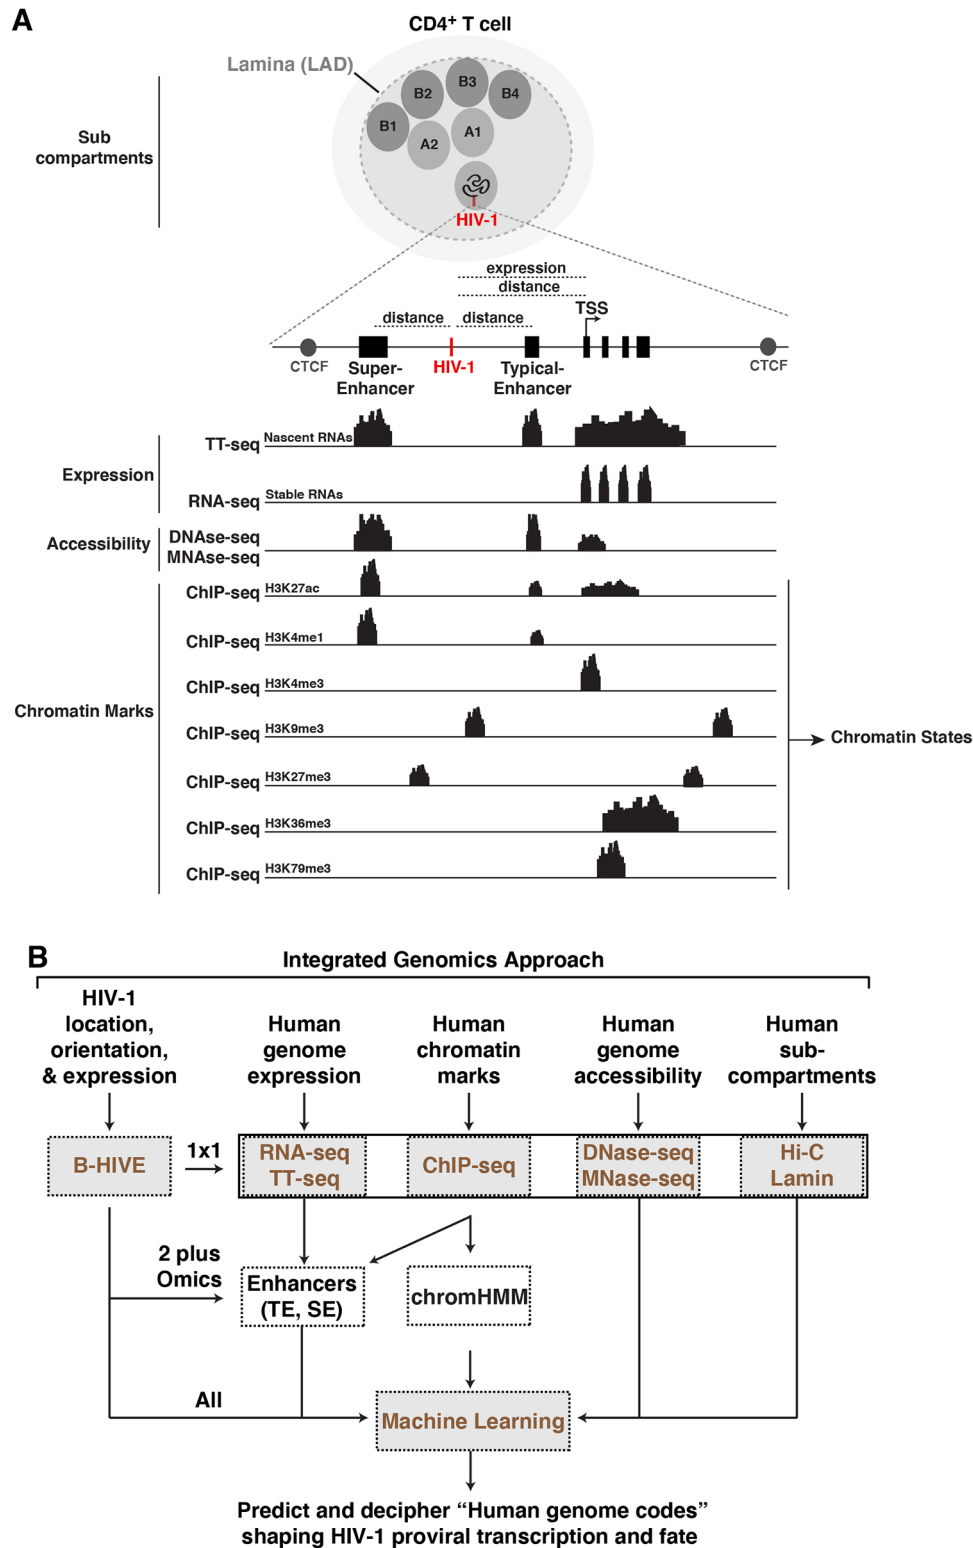 A
CD4+ T cell
Lamina (LAD)
B3
B2
B4
B1
A1
A2
Sub
compartments
HIV-1
expression
distance
TSS
distance
distance
CTCF
Super-
Enhancer
HIV-1
Typical-
Enhancer
CTCF
Expression
TT-seq
Nascent RNAs
RNA-seq
Stable RNAs
Accessibility
DNAse-seq
MNAse-seq
Chromatin Marks
ChIP-seq
H3K27ac
ChIP-seq
H3K4me1
ChIP-seq
H3K4me3
ChIP-seq
H3K9me3
ChIP-seq
H3K27me3
ChIP-seq
H3K36me3
ChIP-seq
H3K79me3
Chromatin States
B
Integrated Genomics Approach
HIV-1
location,
orientation,
& expression
Human
genome
expression
Human
chromatin
marks
Human
genome
accessibility
Human
sub-
compartments
B-HIVE
1x1
RNA-seq
TT-seq
ChIP-seq
DNase-seq
MNase-seq
Hi-C
Lamin
2 plus
Omics
Enhancers
(TE, SE)
chromHMM
All
Machine Learning
Predict and decipher “Human genome codes”
shaping HIV-1 proviral transcription and fate